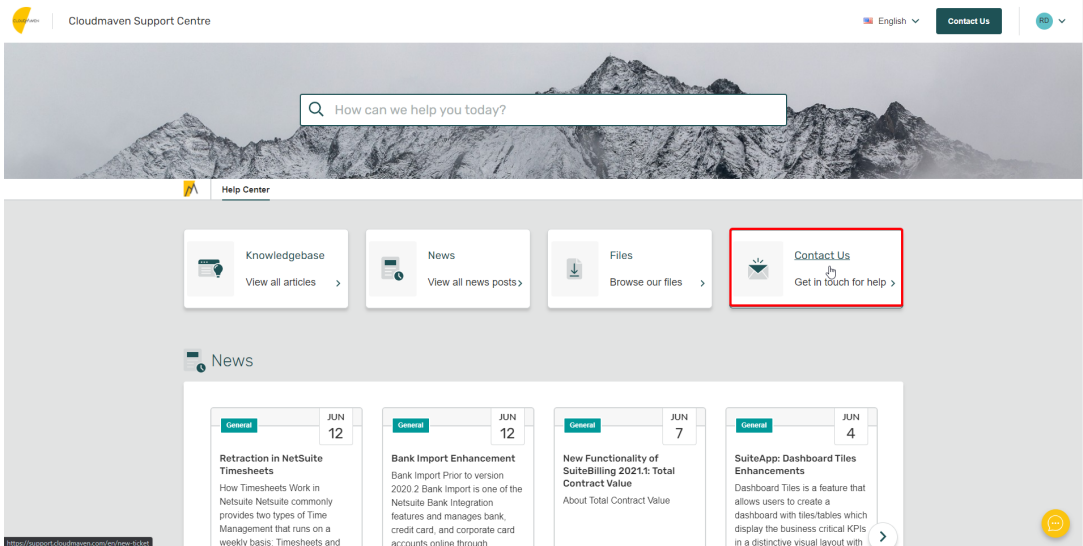 CLOUDMAVEN
Cloudmaven Support Centre
English
Contact Us
RD
How can we help you today?
Help Center
Knowledgebase
View all articles
News
View all news posts
Files
Browse our files
Contact Us
Get in touch for help
News
General
JUN
12
Retraction in NetSuite
Timesheets
How Timesheets Work in
Netsuite Netsuite commonly
provides two types of Time
Management that runs on a
weekly basis: Timesheets and
General
JUN
12
Bank Import Enhancement
Bank Import Prior to version
2020.2 Bank Import is one of the
Netsuite Bank Integration
features and manages bank,
credit card, and corporate card
accounts online through
General
JUN
7
New Functionality of
SuiteBilling 2021.1: Total
Contract Value
About Total Contract Value
General
JUN
4
SuiteApp: Dashboard Tiles
Enhancements
Dashboard Tiles is a feature that
allows users to create a
dashboard with tiles/tables which
display the business critical KPIs
in a distinctive visual layout with
https://support.cloudmaven.com/en/new-ticket